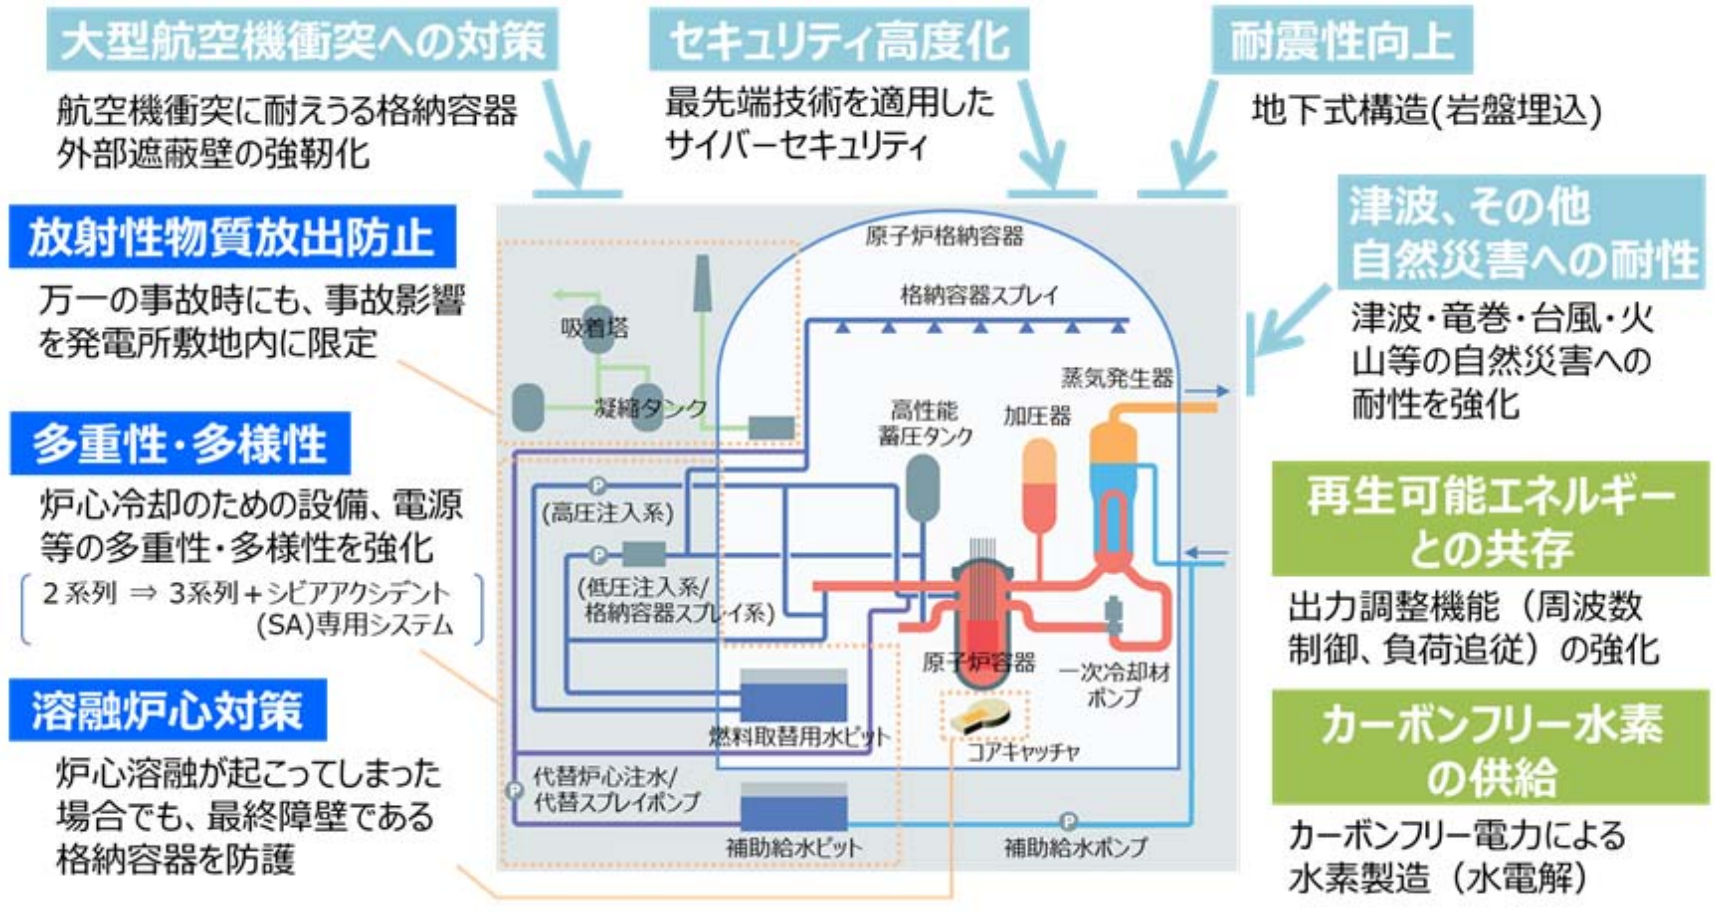 大型航空機衝突への対策
航空機衝突に耐えうる格納容器
外部遮蔽壁の強靭化
セキュリティ高度化
最先端技術を適用した
サイバーセキュリティ
耐震性向上
地下式構造(岩盤埋込)
津波、その他
自然災害への耐性
津波・竜巻・台風・火
山等の自然災害への
耐性を強化
放射性物質放出防止
万一の事故時にも、事故影響
を発電所敷地内に限定
多重性・多様性
炉心冷却のための設備、電源
等の多重性・多様性を強化
2系列 ⇒ 3系列+シビアアクシデント
(SA)専用システム
溶融炉心対策
炉心溶融が起こってしまった
場合でも、最終障壁である
格納容器を防護
原子炉格納容器
格納容器スプレイ
吸着塔
凝縮タンク
蒸気発生器
高性能
蓄圧タンク
加圧器
P
(高圧注入系)
P
(低圧注入系/
格納容器スプレイ系)
原子炉容器
一次冷却材
ポンプ
燃料取替用水ピット
コアキャッチャ
P
代替炉心注水/
代替スプレイポンプ
補助給水ピット
P
補助給水ポンプ
再生可能エネルギー
との共存
出力調整機能（周波数
制御、負荷追従）の強化
カーボンフリー水素
の供給
カーボンフリー電力による
水素製造（水電解）